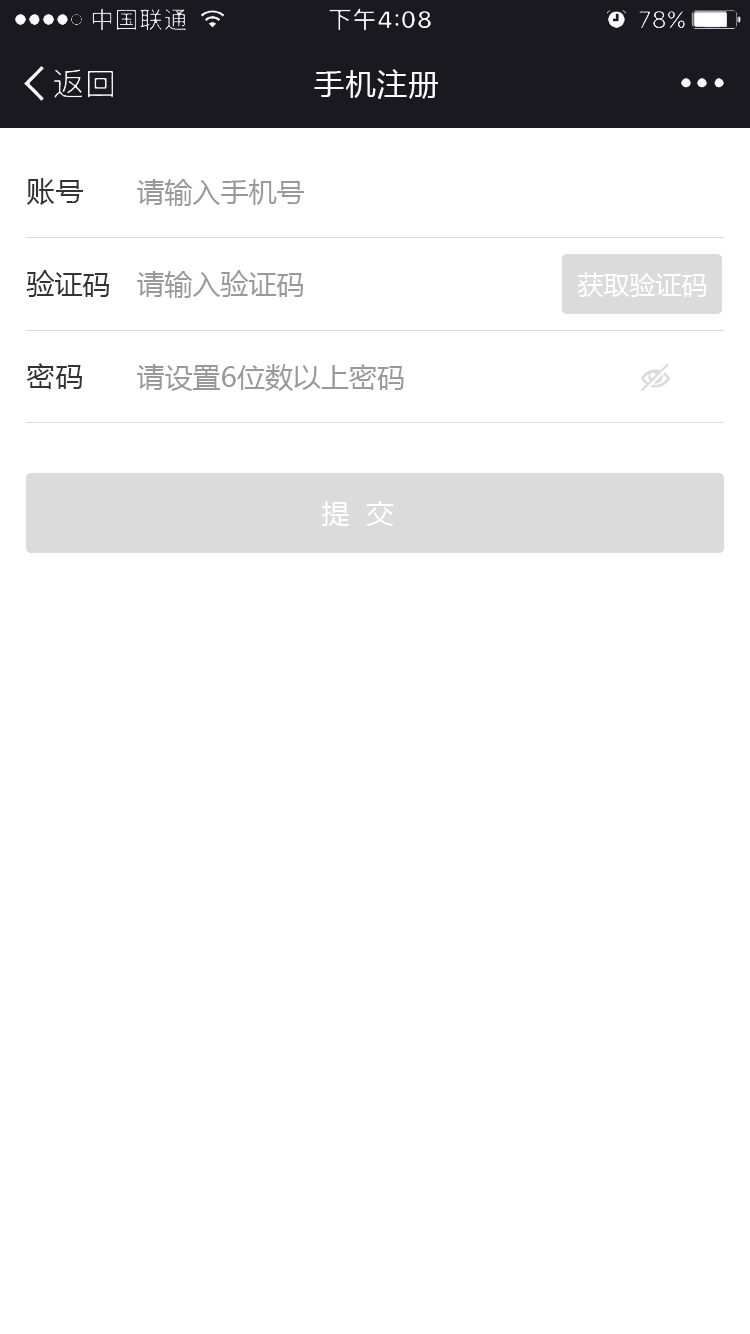 中国联通 下午4:08 78%
返回 手机注册
账号 请输入手机号
验证码 请输入验证码 获取验证码
密码 请设置6位数以上密码
提 交